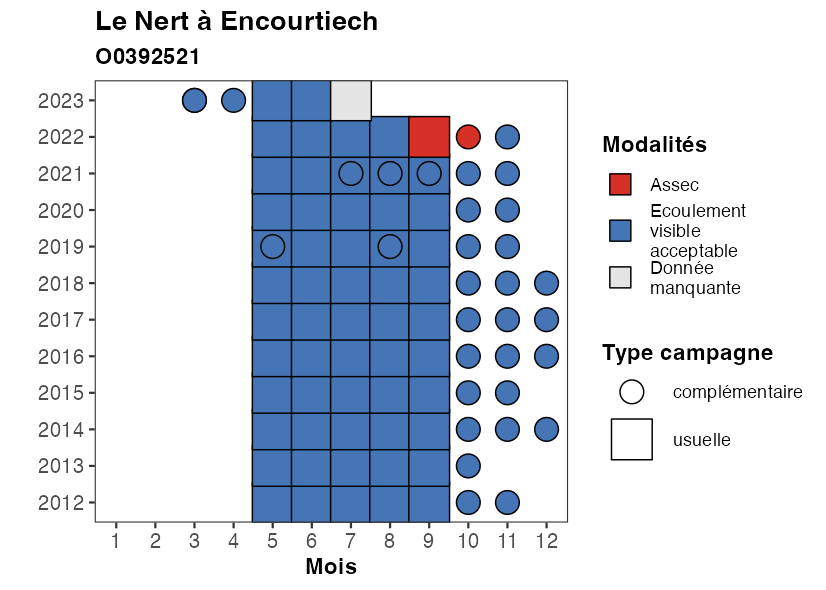 Le Nert à Encourtiech
O0392521
2023
2022
2021
2020
2019
2018
2017
2016
2015
2014
2013
2012
1 2 3 4 5 6 7 8 9 10 11 12
Mois
Modalités
Assec
Ecoulement
visible
acceptable
Donnée
manquante
Type campagne
complémentaire
usuelle